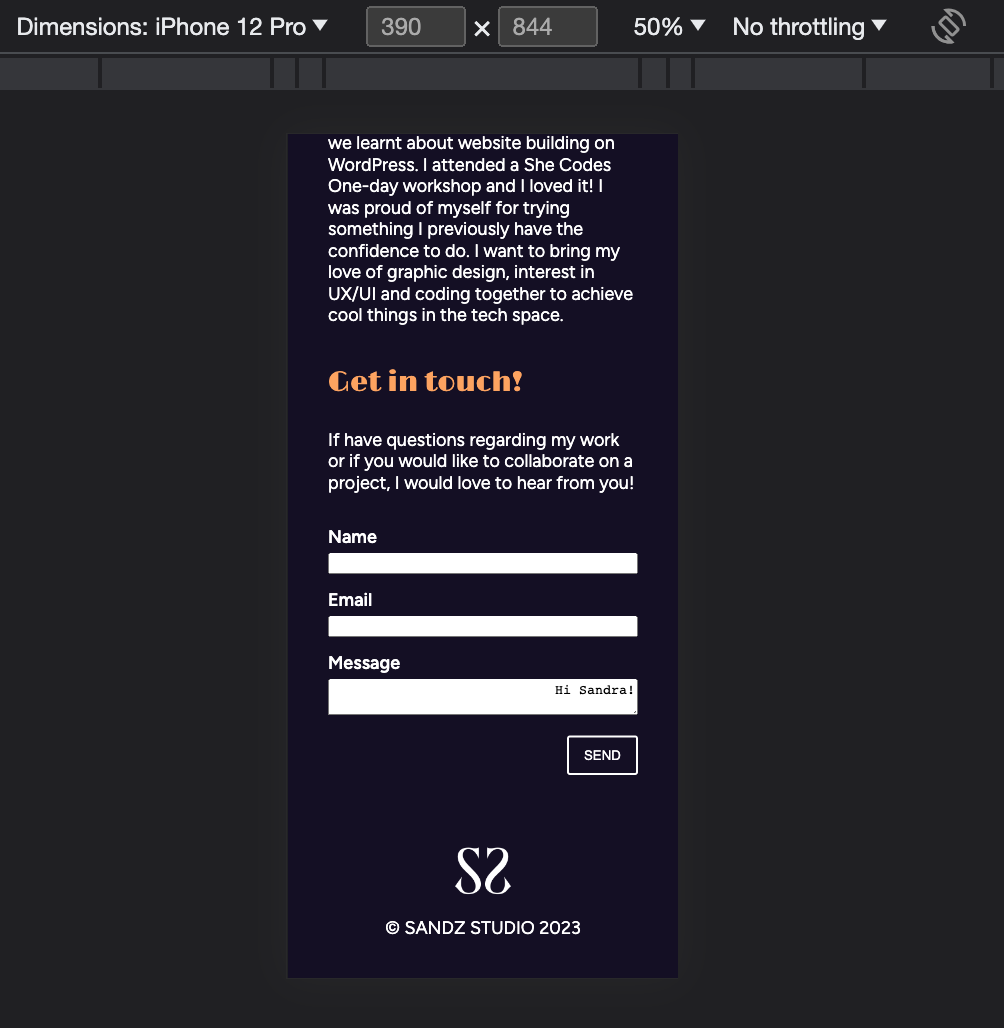 Dimensions: iPhone 12 Pro ▼ 390 × 844 50% ▼ No throttling ▼
we learnt about website building on
WordPress. I attended a She Codes
One-day workshop and I loved it! I
was proud of myself for trying
something I previously have the
confidence to do. I want to bring my
love of graphic design, interest in
UX/UI and coding together to achieve
cool things in the tech space.
Get in touch!
If have questions regarding my work
or if you would like to collaborate on a
project, I would love to hear from you!
Name
Email
Message
Hi Sandra!
SEND
SS
© SANDZ STUDIO 2023